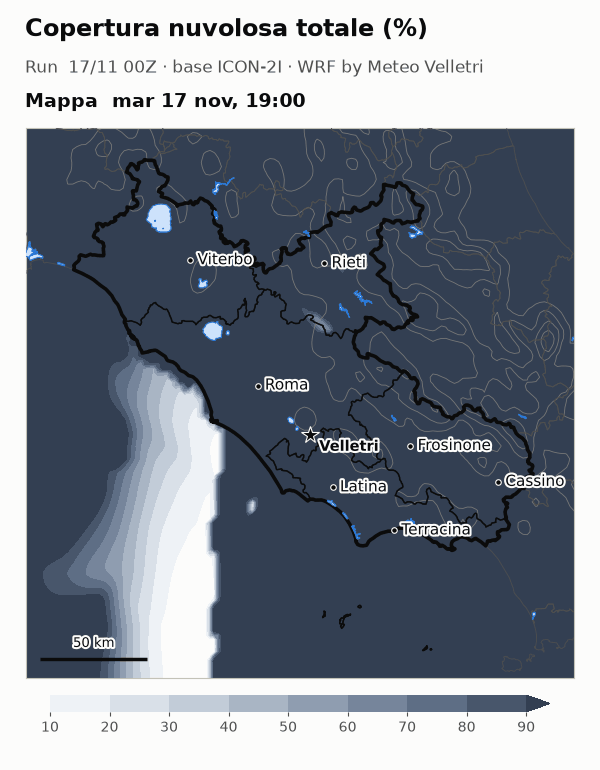 Copertura nuvolosa totale (%)
Run  17/11 00Z · base ICON-2I · WRF by Meteo Velletri
Mappa  mar 17 nov, 19:00
Viterbo
Rieti
Roma
Velletri
Frosinone
Cassino
Latina
Terracina
50 km
10 20 30 40 50 60 70 80 90